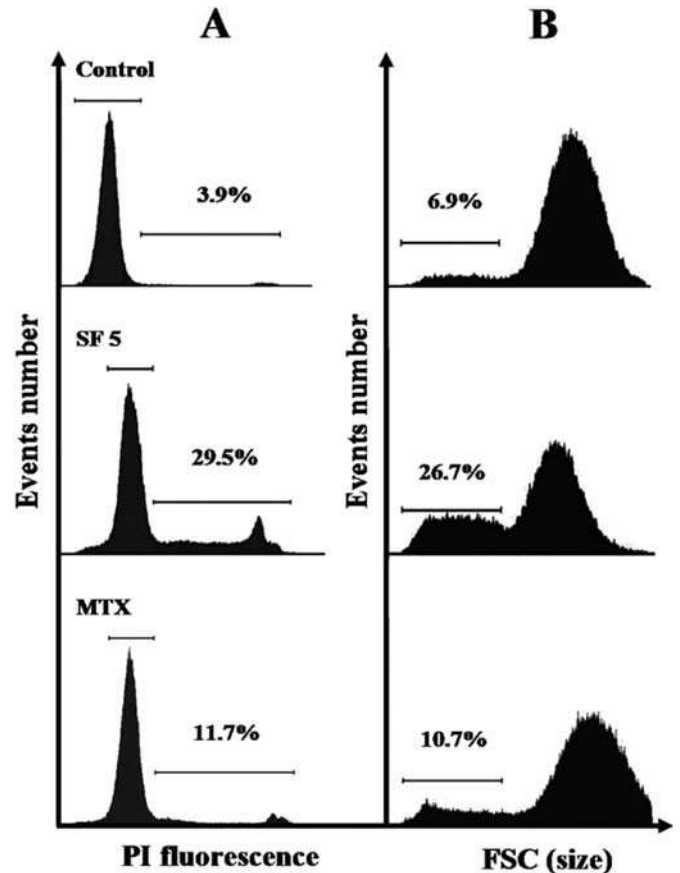 A
B
Control
3.9%
6.9%
SF 5
29.5%
26.7%
MTX
11.7%
10.7%
Events number
Events number
PI fluorescence
FSC (size)